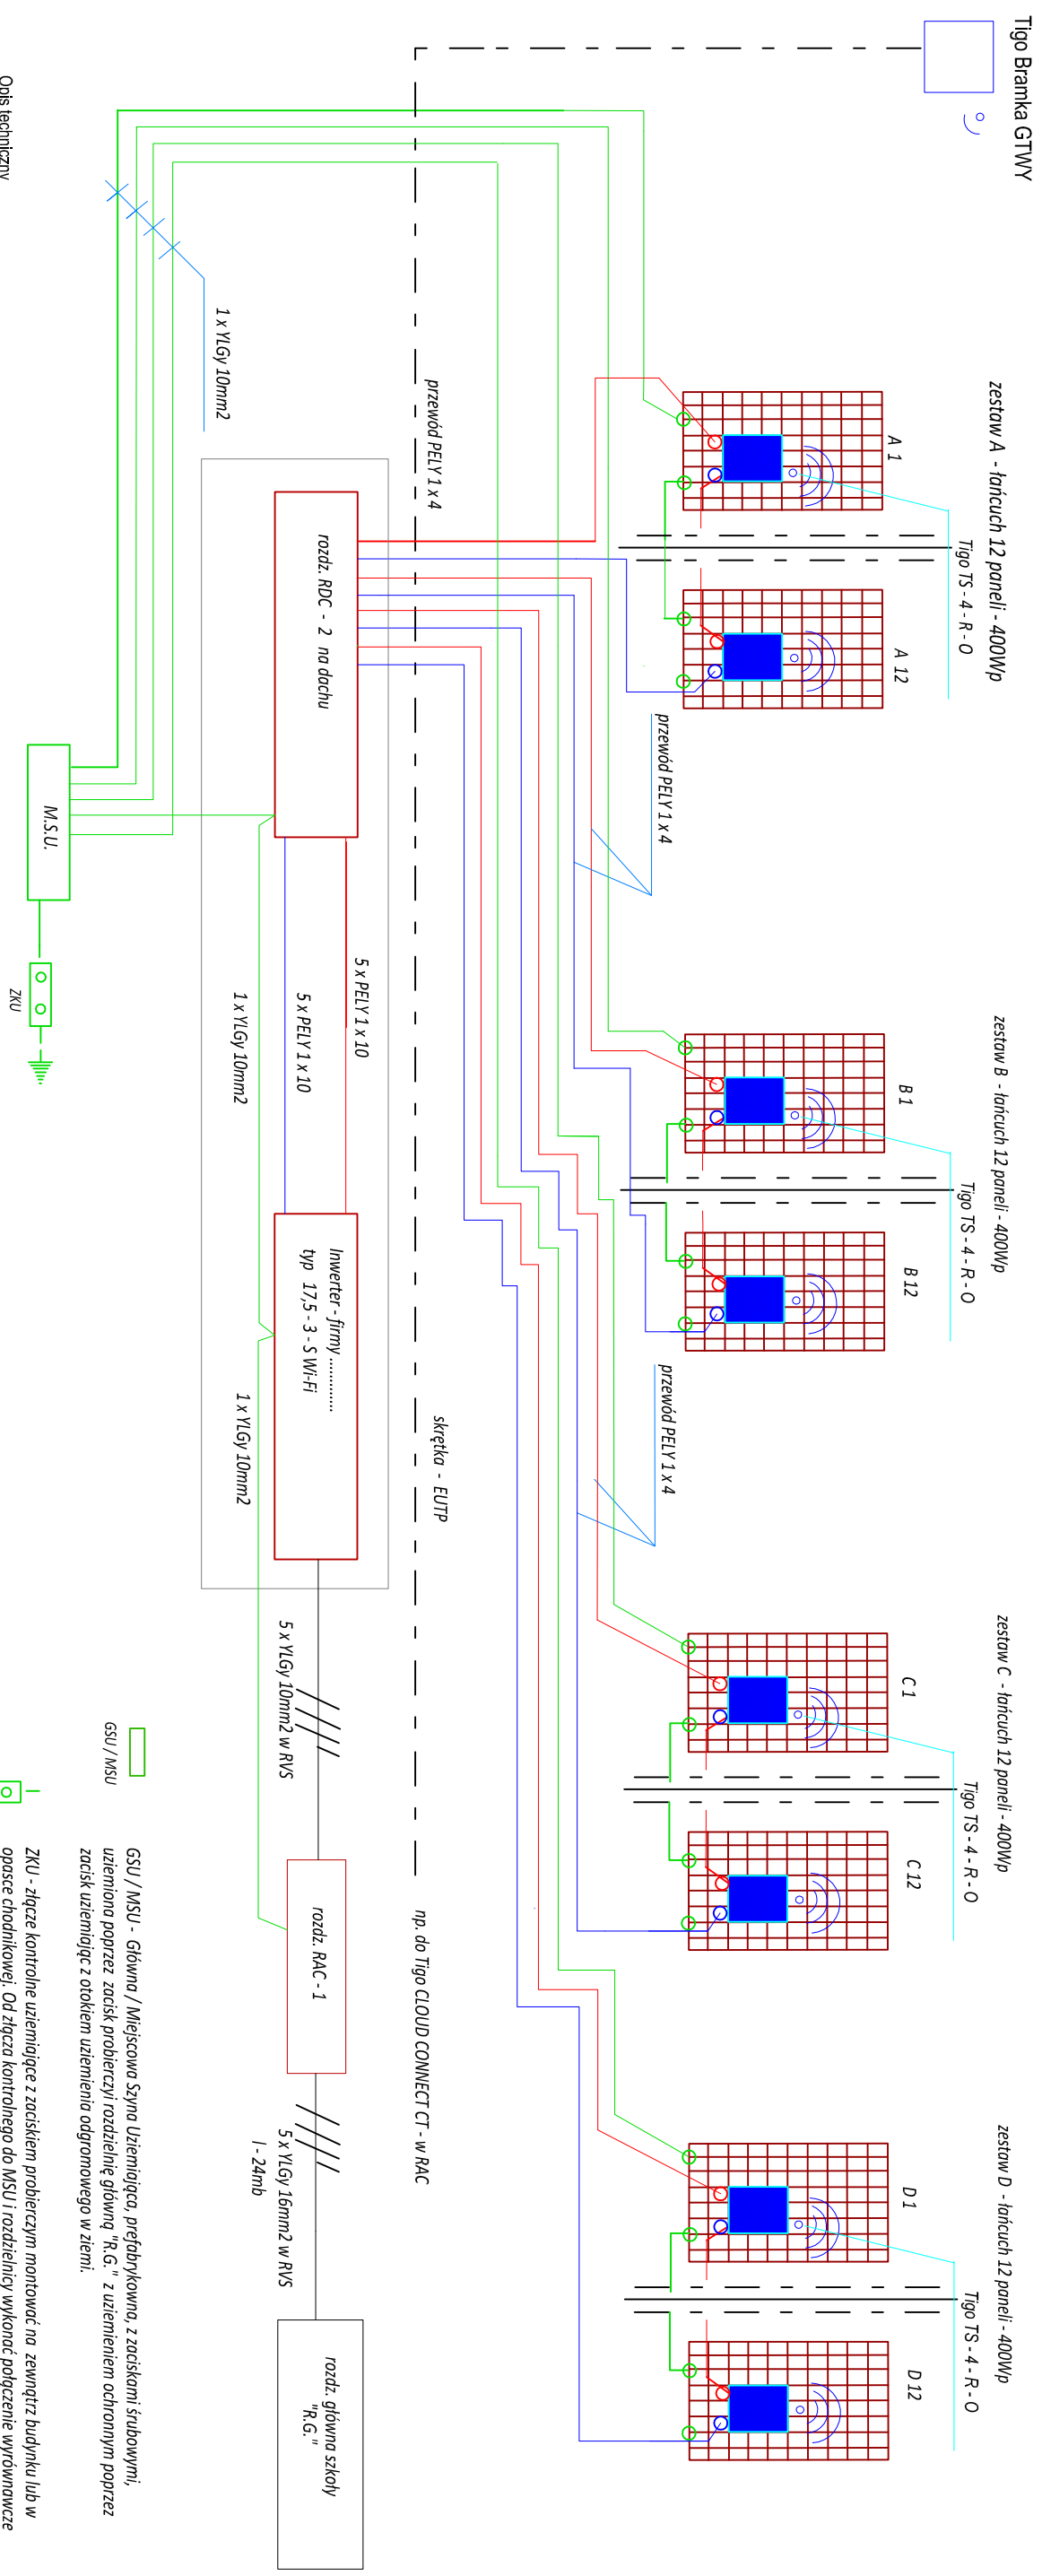 Tigo Bramka GTWY
zestaw A - łańcuch 12 paneli - 400Wp
Tigo TS - 4 - R - O
A 1
A 12
zestaw B - łańcuch 12 paneli - 400Wp
Tigo TS - 4 - R - O
B 1
B 12
zestaw C - łańcuch 12 paneli - 400Wp
Tigo TS - 4 - R - O
C 1
C 12
zestaw D - łańcuch 12 paneli - 400Wp
Tigo TS - 4 - R - O
D 1
D 12
przewód PELY 1 x 4
przewód PELY 1 x 4
przewód PELY 1 x 4
skrętka - EUTP
np. do Tigo CLOUD CONNECT CT - w RAC
1 x YLGy 10mm2
rozdz. RDC - 2 na dachu
5 x PELY 1 x 10
5 x PELY 1 x 10
1 x YLGy 10mm2
Inwerter - firmy ............
typ 17,5 - 3 - S Wi-Fi
1 x YLGy 10mm2
5 x YLGy 10mm2 w RVS
rozdz. RAC - 1
5 x YLGy 16mm2 w RVS
l - 24mb
rozdz. główna szkoły
"R.G."
M.S.U.
ZKU
Opis techniczny
GSU / MSU
GSU / MSU - Główna / Miejscowa Szyna Uziemiająca, prefabrykowna, z zaciskami śrubowymi,
uziemiona poprzez zacisk probierczyi rozdzielnię główną "R.G." z uziemieniem ochronnym poprzez
zacisk uziemiając z otokiem uziemienia odgromowego w ziemi.
ZKU - złącze kontrolne uziemiające z zaciskiem probierczym montować na zewnątrz budynku lub w
opasce chodnikowej. Od złącza kontrolnego do MSU i rozdzielnicy wykonać połączenie wyrównawcze